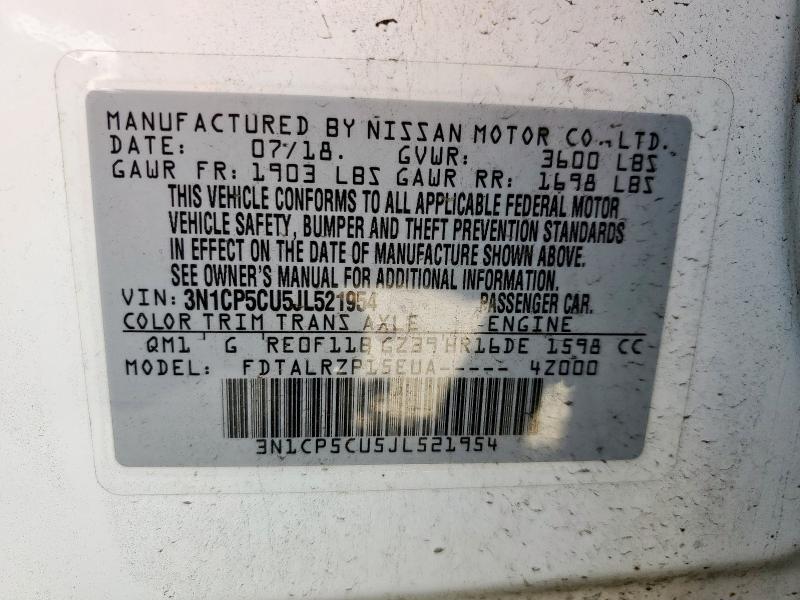 MANUFACTURED BY NISSAN MOTOR CO., LTD.
DATE: 07/18. GVWR: 3600 LBS
GAWR FR: 1903 LBS GAWR RR: 1698 LBS
THIS VEHICLE CONFORMS TO ALL APPLICABLE FEDERAL MOTOR
VEHICLE SAFETY, BUMPER AND THEFT PREVENTION STANDARDS
IN EFFECT ON THE DATE OF MANUFACTURE SHOWN ABOVE.
SEE OWNER'S MANUAL FOR ADDITIONAL INFORMATION.
VIN: 3N1CP5CU5JL521954 PASSENGER CAR.
COLOR TRIM TRANS AXLE ENGINE
QM1 G RE0F11B GZ39 HR16DE 1598 CC
MODEL: FDTALRZP15EUA----- 4Z000
3N1CP5CU5JL521954